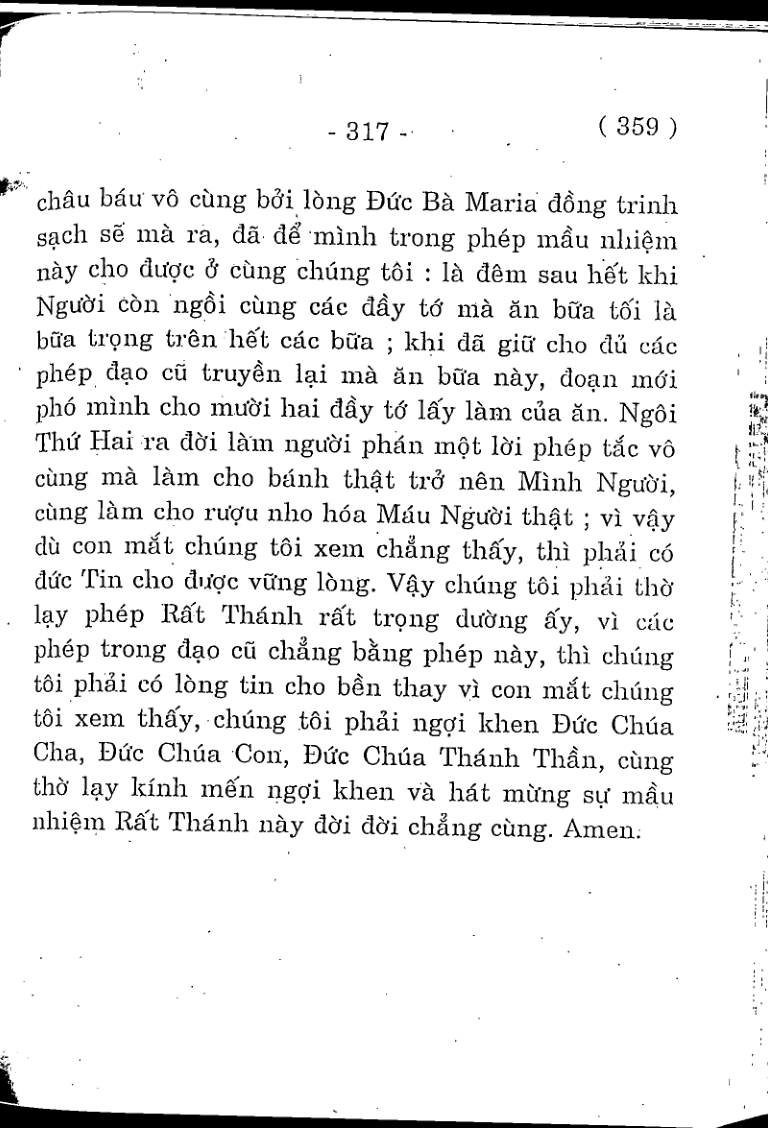 - 317 -
( 359 )
châu báu vô cùng bởi lòng Đức Bà Maria đồng trinh
sạch sẽ mà ra, đã để mình trong phép mầu nhiệm
này cho được ở cùng chúng tôi : là đêm sau hết khi
Người còn ngồi cùng các đầy tớ mà ăn bữa tối là
bữa trọng trên hết các bữa ; khi đã giữ cho đủ các
phép đạo cũ truyền lại mà ăn bữa này, đoạn mới
phó mình cho mười hai đầy tớ lấy làm của ăn. Ngôi
Thứ Hai ra đời làm người phán một lời phép tắc vô
cùng mà làm cho bánh thật trở nên Mình Người,
cùng làm cho rượu nho hóa Máu Người thật ; vì vậy
dù con mắt chúng tôi xem chẳng thấy, thì phải có
đức Tin cho được vững lòng. Vậy chúng tôi phải thờ
lạy phép Rất Thánh rất trọng dường ấy, vì các
phép trong đạo cũ chẳng bằng phép này, thì chúng
tôi phải có lòng tin cho bền thay vì con mắt chúng
tôi xem thấy, chúng tôi phải ngợi khen Đức Chúa
Cha, Đức Chúa Con, Đức Chúa Thánh Thần, cùng
thờ lạy kính mến ngợi khen và hát mừng sự mầu
nhiệm Rất Thánh này đời đời chẳng cùng. Amen.